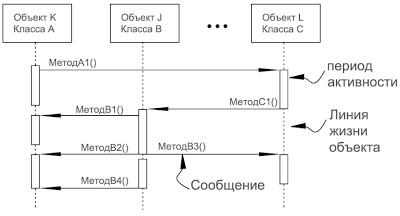 Объект K
Класса A
Объект J
Класса B
Объект L
Класса C
МетодA1()
период
активности
МетодC1()
МетодB1()
Линия
жизни
объекта
МетодB2()
МетодB3()
Сообщение
МетодB4()